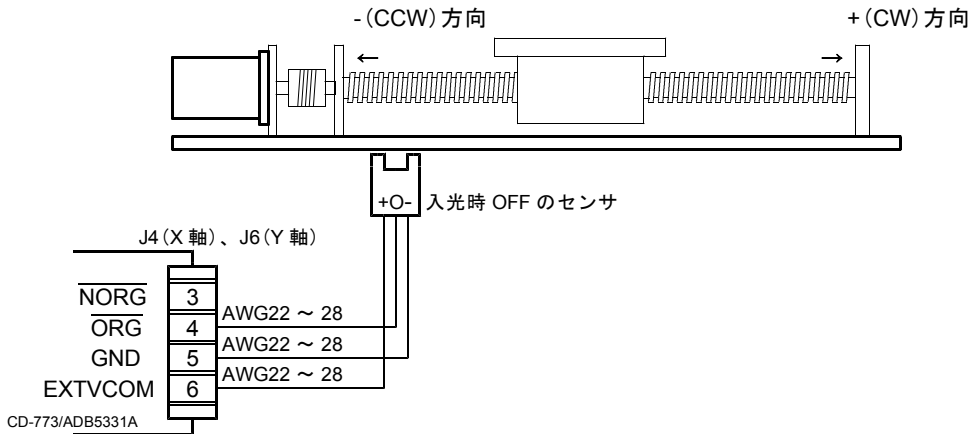 -(CCW)方向
+(CW)方向
←
→
+O-
入光時 OFF のセンサ
J4(X 軸)、J6(Y 軸)
NORG 3
ORG 4 AWG22 ～ 28
GND 5 AWG22 ～ 28
EXTVCOM 6 AWG22 ～ 28
CD-773/ADB5331A